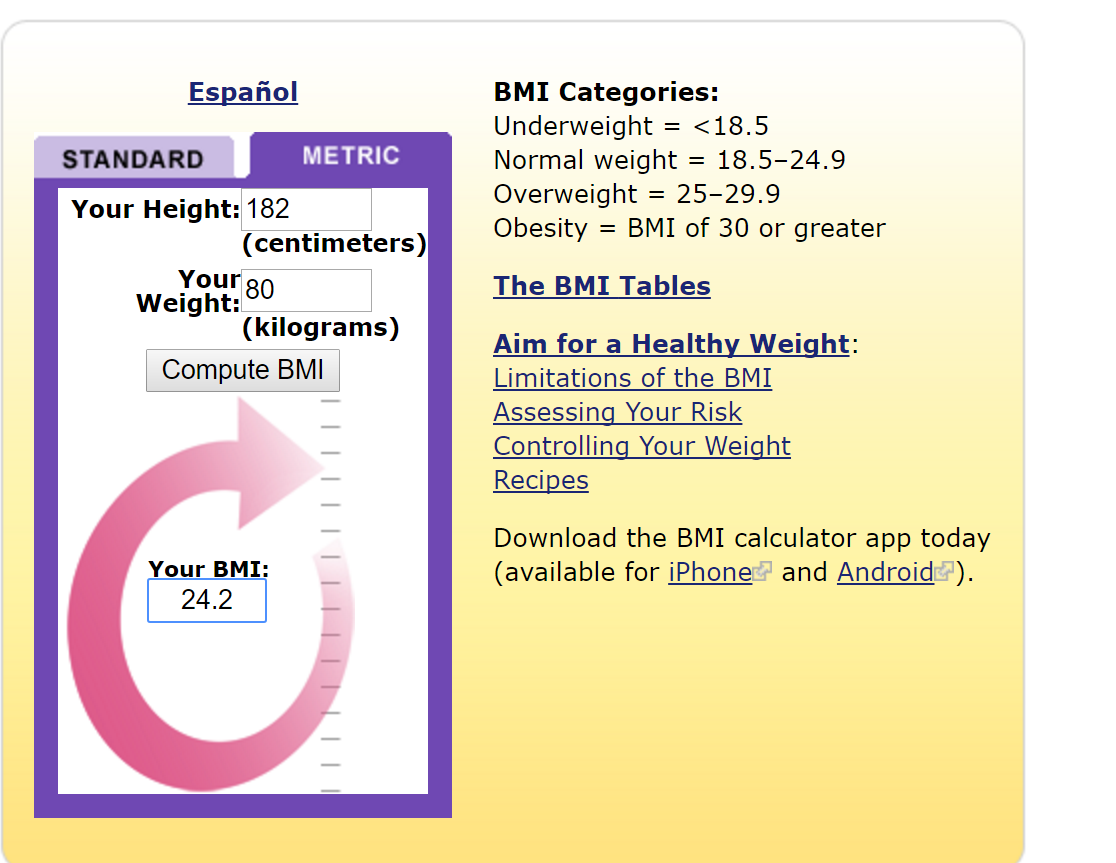 Español
STANDARD
METRIC
Your Height: 182
(centimeters)
Your
Weight: 80
(kilograms)
Compute BMI
Your BMI:
24.2
BMI Categories:
Underweight = <18.5
Normal weight = 18.5–24.9
Overweight = 25–29.9
Obesity = BMI of 30 or greater
The BMI Tables
Aim for a Healthy Weight:
Limitations of the BMI
Assessing Your Risk
Controlling Your Weight
Recipes
Download the BMI calculator app today
(available for iPhone and Android).